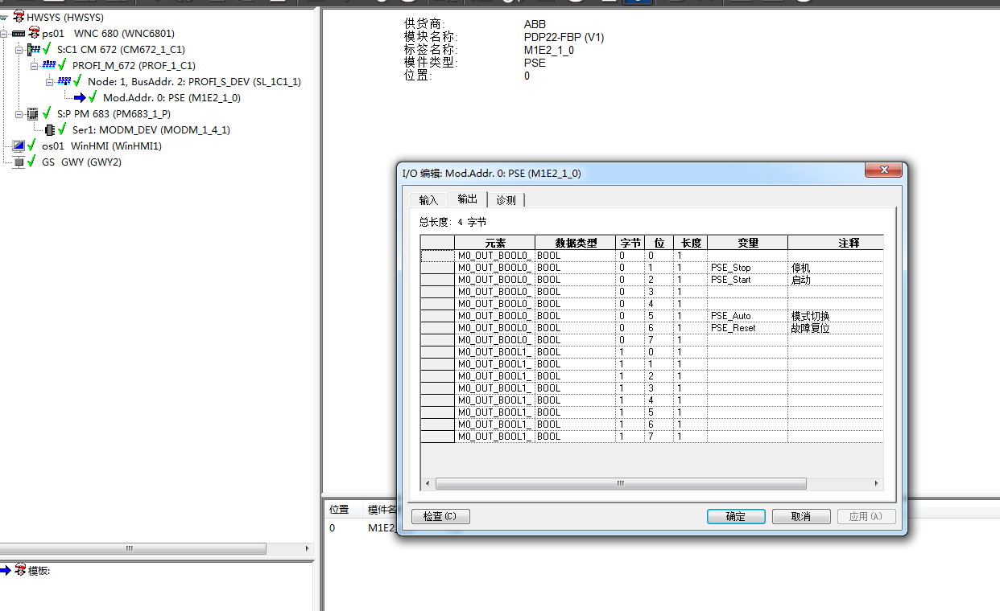 HWSYS (HWSYS)
ps01 WNC 680 (WNC6801)
S:C1 CM 672 (CM672_1_C1)
PROFI_M_672 (PROF_1_C1)
Node: 1, BusAddr. 2: PROFI_S_DEV (SL_1C1_1)
Mod.Addr. 0: PSE (M1E2_1_0)
S:P PM 683 (PM683_1_P)
Ser1: MODM_DEV (MODM_1_4_1)
os01 WinHMI (WinHMI1)
GS GWY (GWY2)
模板:
供货商: ABB
模块名称: PDP22-FBP (V1)
标签名称: M1E2_1_0
模件类型: PSE
位置: 0
I/O 编辑: Mod.Addr. 0: PSE (M1E2_1_0)
输入 输出 诊测
总长度: 4 字节
元素 数据类型 字节 位 长度 变量 注释
M0_OUT_BOOL0_ BOOL 0 0 1
M0_OUT_BOOL0_ BOOL 0 1 1 PSE_Stop 停机
M0_OUT_BOOL0_ BOOL 0 2 1 PSE_Start 启动
M0_OUT_BOOL0_ BOOL 0 3 1
M0_OUT_BOOL0_ BOOL 0 4 1
M0_OUT_BOOL0_ BOOL 0 5 1 PSE_Auto 模式切换
M0_OUT_BOOL0_ BOOL 0 6 1 PSE_Reset 故障复位
M0_OUT_BOOL0_ BOOL 0 7 1
M0_OUT_BOOL1_ BOOL 1 0 1
M0_OUT_BOOL1_ BOOL 1 1 1
M0_OUT_BOOL1_ BOOL 1 2 1
M0_OUT_BOOL1_ BOOL 1 3 1
M0_OUT_BOOL1_ BOOL 1 4 1
M0_OUT_BOOL1_ BOOL 1 5 1
M0_OUT_BOOL1_ BOOL 1 6 1
M0_OUT_BOOL1_ BOOL 1 7 1
检查(C) 确定 取消 应用(A)
位置 模件名
0 M1E2_